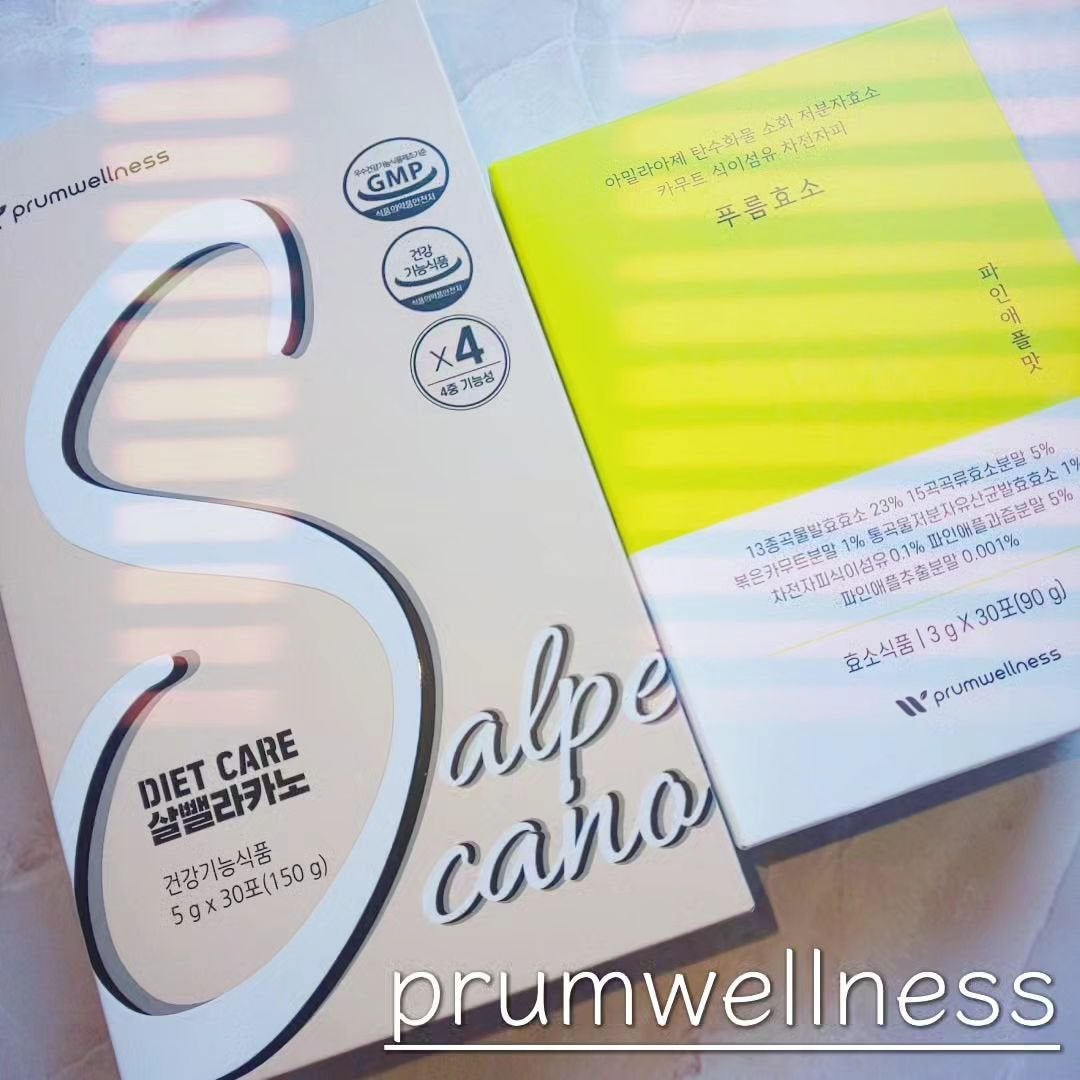 prumwellness
우수건강기능식품제조기준
GMP
식품의약품안전처
건강
기능식품
식품의약품안전처
x4
4중 기능성
S
alpe
cano
DIET CARE
살뺄라카노
건강기능식품
5 g x 30포(150 g)
아밀라아제 탄수화물 소화 저분자효소
카무트 식이섬유 차전자피
푸름효소
파인애플맛
13종곡물발효효소 23% 15곡곡류효소분말 5%
볶은카무트분말 1% 통곡물저분자유산균발효효소 1%
차전자피식이섬유 0.1% 파인애플과즙분말 5%
파인애플추출분말 0.001%
효소식품 | 3 g X 30포(90 g)
prumwellness
prumwellness